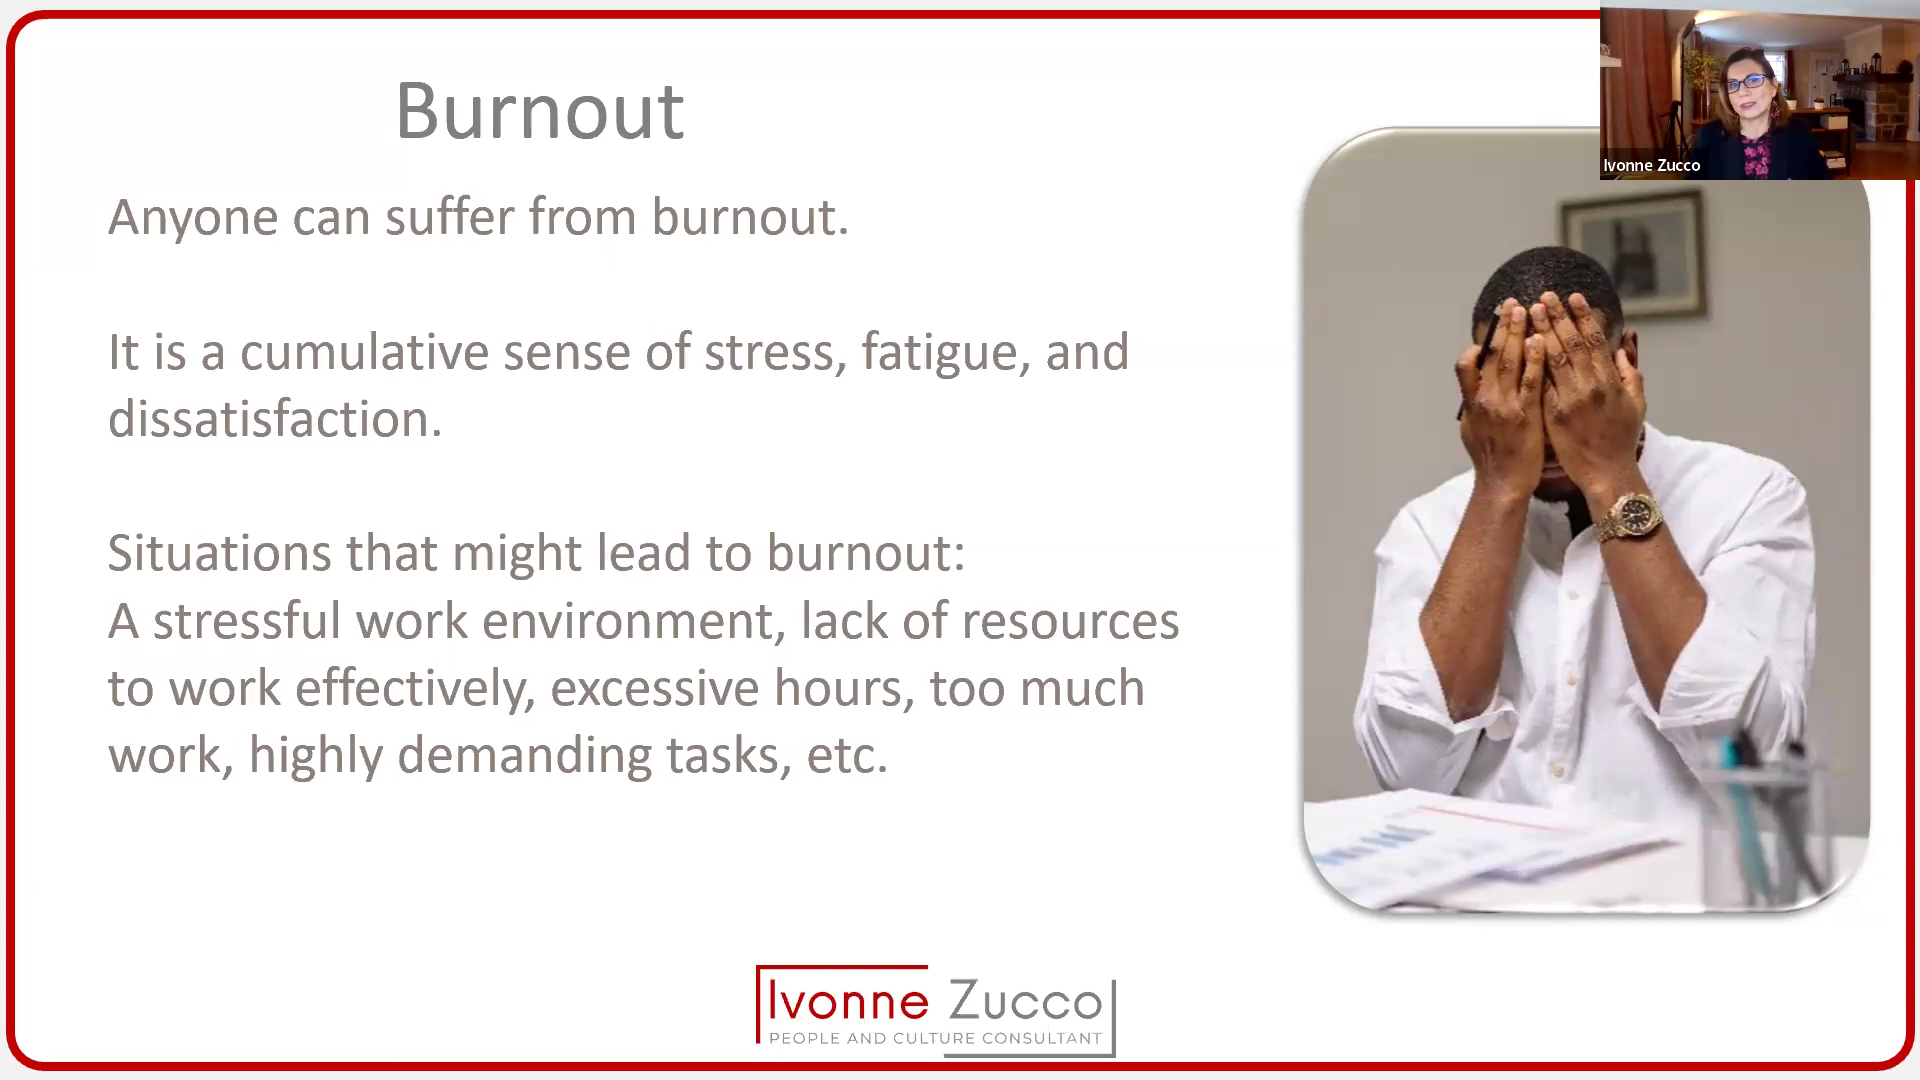 Burnout
Anyone can suffer from burnout.
It is a cumulative sense of stress, fatigue, and
dissatisfaction.
Situations that might lead to burnout:
A stressful work environment, lack of resources
to work effectively, excessive hours, too much
work, highly demanding tasks, etc.
Ivonne Zucco
Ivonne Zucco
PEOPLE AND CULTURE CONSULTANT